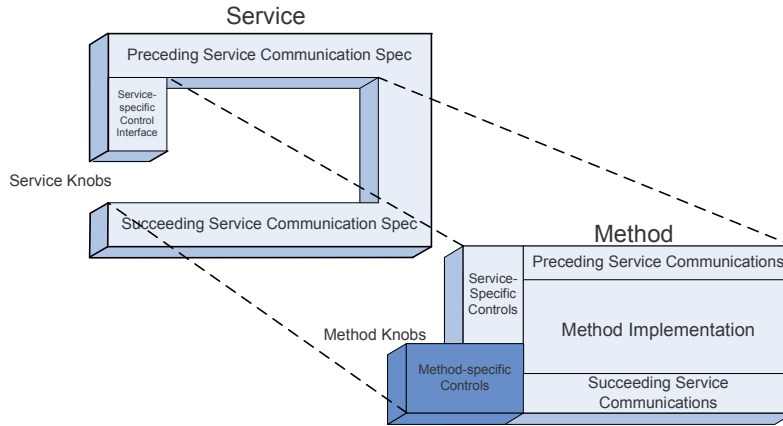 Service
Preceding Service Communication Spec
Service-
specific
Control
Interface
Service Knobs
Succeeding Service Communication Spec
Method
Preceding Service Communications
Service-
Specific
Controls
Method Implementation
Method Knobs
Method-specific
Controls
Succeeding Service
Communications